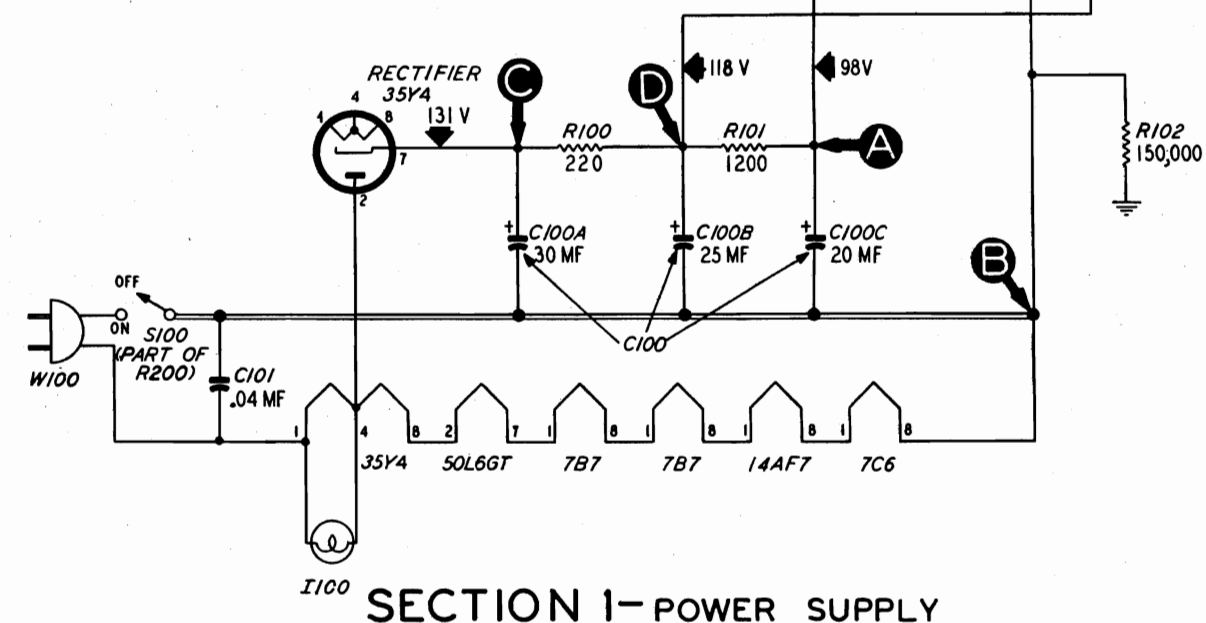 RECTIFIER
35Y4
4
1
8
7
2
131 V
C
D
118 V
98V
A
R100
220
R101
1200
R102
150,000
+
C100A
30 MF
+
C100B
25 MF
+
C100C
20 MF
B
C100
OFF
ON
S100
(PART OF
R200)
W100
C101
.04 MF
1
4
8
2
7
1
8
1
8
1
8
1
8
35Y4
50L6GT
7B7
7B7
14AF7
7C6
I100
SECTION 1- POWER SUPPLY